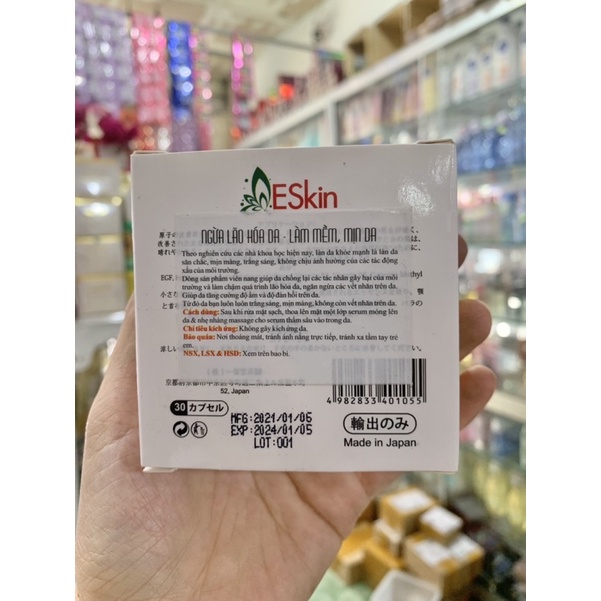 ESkin
NGỪA LÃO HÓA DA - LÀM MỀM, MỊN DA
Theo nghiên cứu các nhà khoa học hiện nay, làn da khỏe mạnh là làn da
săn chắc, mịn màng, trắng sáng, không chịu ảnh hưởng của các tác động
xấu của môi trường.
Dòng sản phẩm viên nang giúp da chống lại các tác nhân gây hại của môi
trường và làm chậm quá trình lão hóa da, ngăn ngừa các vết nhăn trên da.
Giúp da tăng cường độ ẩm và độ đàn hồi trên da.
Từ đó da bạn luôn luôn trắng sáng, mịn màng, không còn vết nhăn trên da.
Cách dùng: Sau khi rửa mặt sạch, thoa lên mặt một lớp serum mỏng lên
da & nhẹ nhàng massage cho serum thấm sâu vào trong da.
Chỉ tiêu kích ứng: Không gây kích ứng da.
Bảo quản: Nơi thoáng mát, tránh ánh nắng trực tiếp, tránh xa tầm tay trẻ
em.
NSX, LSX & HSD: Xem trên bao bì.
EGF,
52, Japan
4 982833 401055
30 カプセル
MFG: 2021/01/06
EXP: 2024/01/05
LOT: 001
輸出のみ
Made in Japan